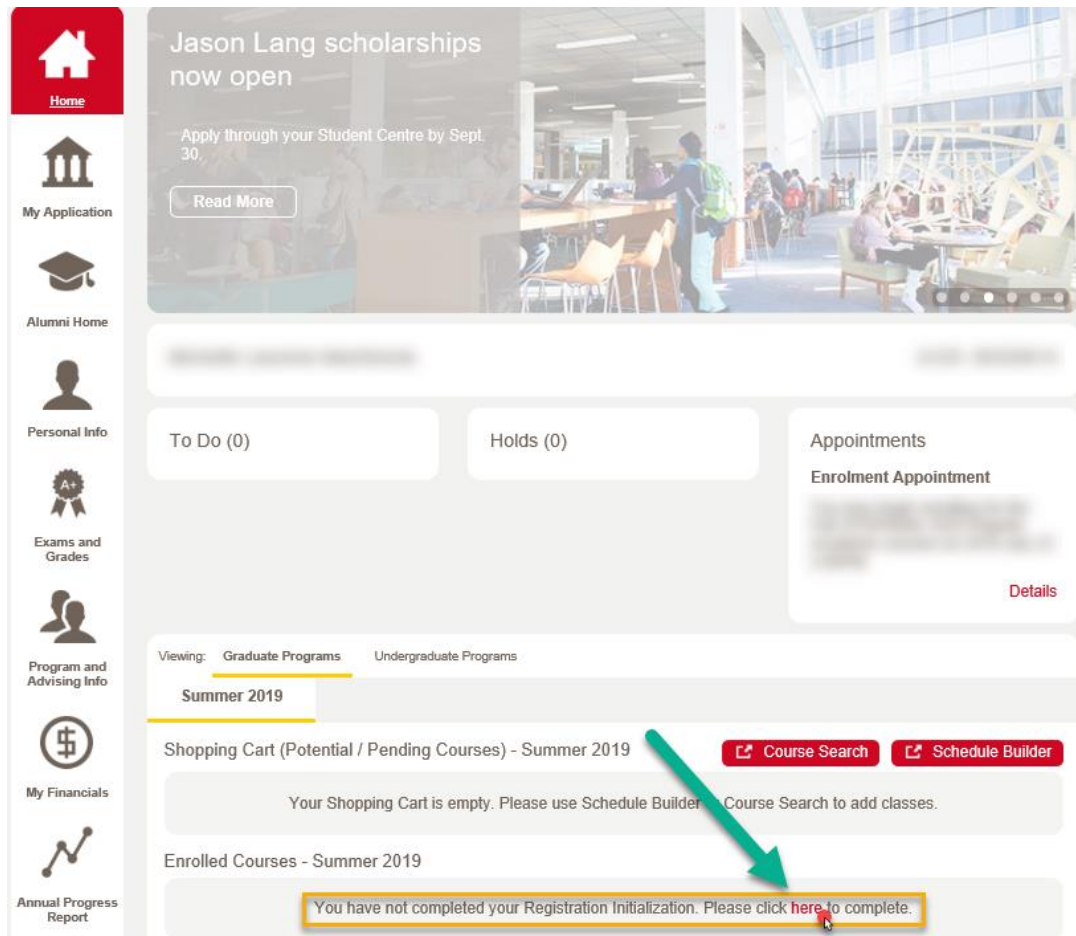 Home
My Application
Alumni Home
Personal Info
A+
Exams and
Grades
Program and
Advising Info
$
My Financials
Annual Progress
Report
Jason Lang scholarships
now open
Apply through your Student Centre by Sept.
30.
Read More
To Do (0)
Holds (0)
Appointments
Enrolment Appointment
Details
Viewing: Graduate Programs Undergraduate Programs
Summer 2019
Shopping Cart (Potential / Pending Courses) - Summer 2019
Course Search
Schedule Builder
Your Shopping Cart is empty. Please use Schedule Builder Course Search to add classes.
Enrolled Courses - Summer 2019
You have not completed your Registration Initialization. Please click here to complete.